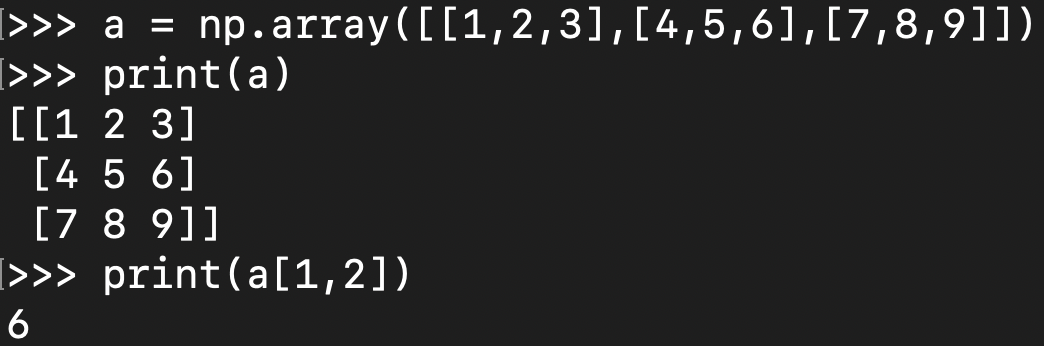 >>> a = np.array([[1,2,3],[4,5,6],[7,8,9]])
>>> print(a)
[[1 2 3]
 [4 5 6]
 [7 8 9]]
>>> print(a[1,2])
6